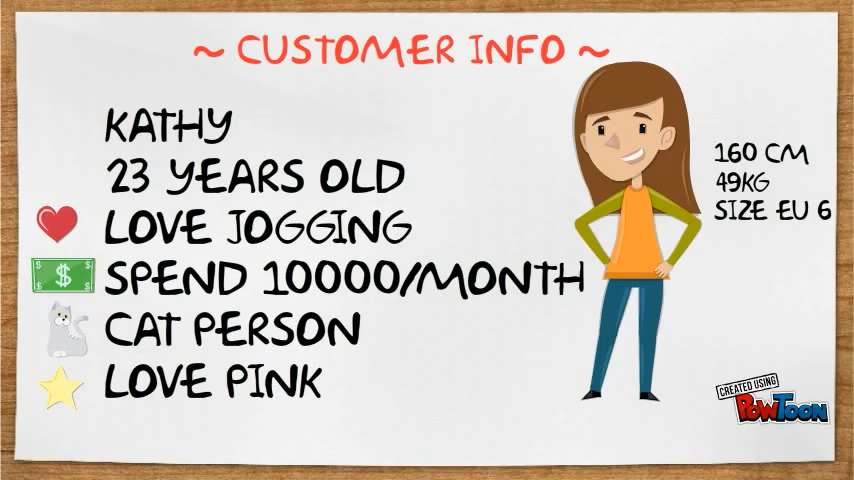 ~ CUSTOMER INFO ~
KATHY
23 YEARS OLD
LOVE JOGGING
$ SPEND 10000/MONTH
CAT PERSON
LOVE PINK
160 CM
49KG
SIZE EU 6
CREATED USING
POWTOON